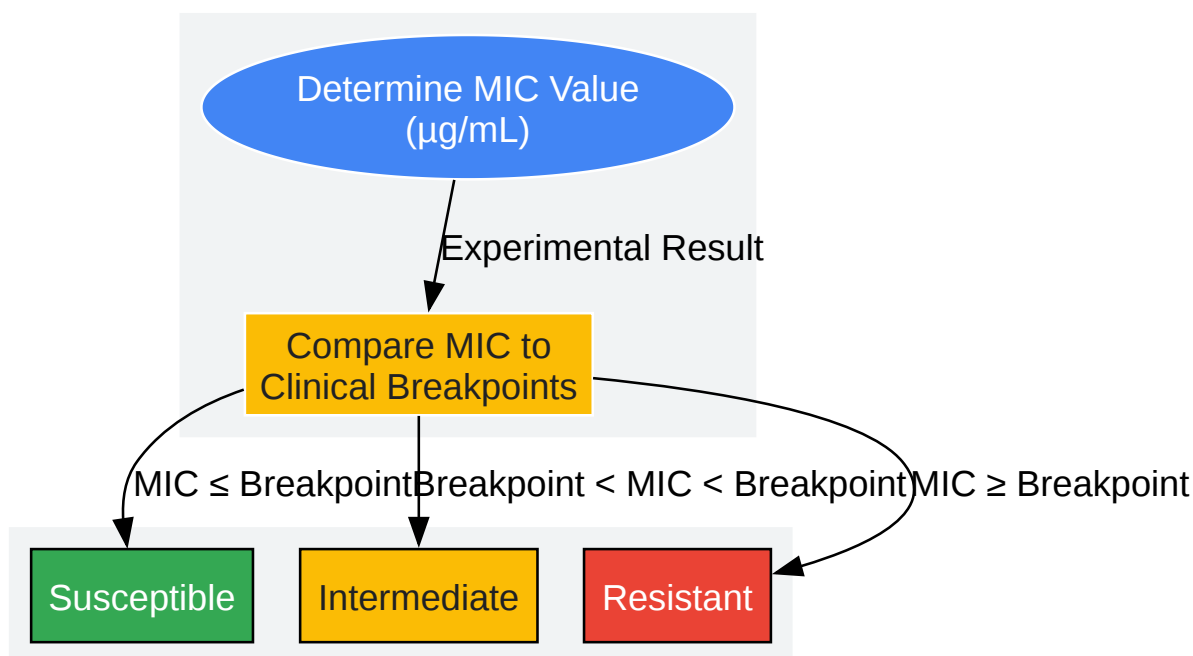 Determine MIC Value
(µg/mL)
Experimental Result
Compare MIC to
Clinical Breakpoints
MIC ≤ Breakpoint
Breakpoint < MIC < Breakpoint
MIC ≥ Breakpoint
Susceptible
Intermediate
Resistant